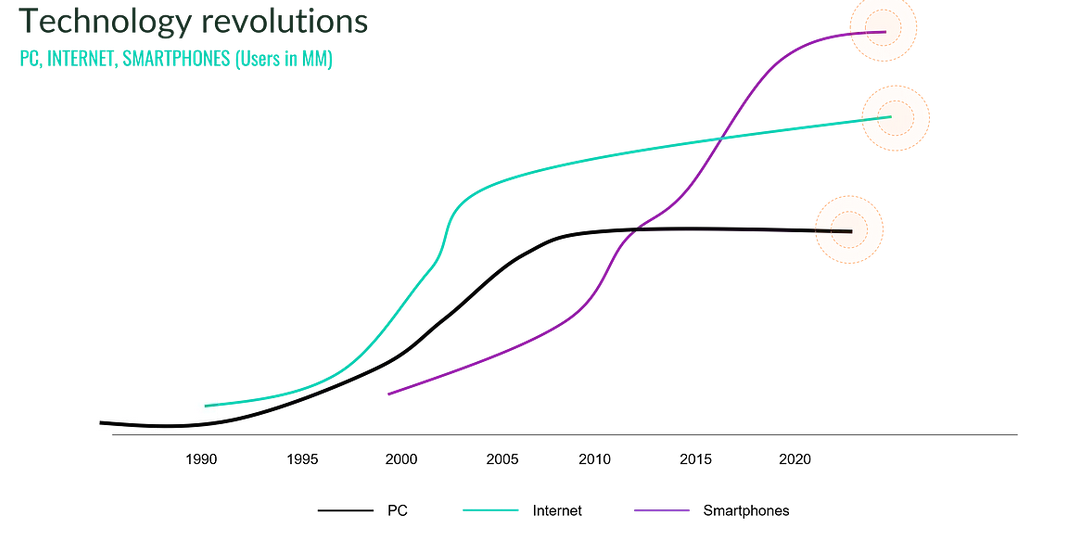 Technology revolutions
PC, INTERNET, SMARTPHONES (Users in MM)
1990 1995 2000 2005 2010 2015 2020
PC Internet Smartphones